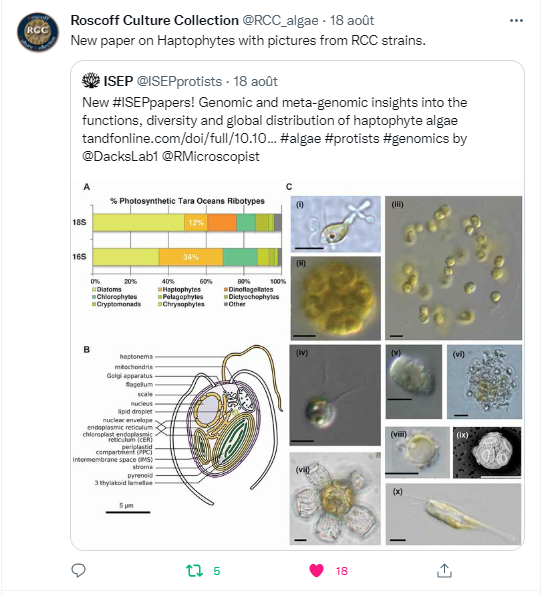 Roscoff Culture Collection @RCC_algae · 18 août
New paper on Haptophytes with pictures from RCC strains.
ISEP @ISEPprotists · 18 août
New #ISEPpapers! Genomic and meta-genomic insights into the
functions, diversity and global distribution of haptophyte algae
tandfonline.com/doi/full/10.10... #algae #protists #genomics by
@DacksLab1 @RMicroscopist
A
% Photosynthetic Tara Oceans Ribotypes
18S
12%
16S
34%
0% 20% 40% 60% 80% 100%
Diatoms Haptophytes Dinoflagellates
Chlorophytes Pelagophytes Dictyochophytes
Cryptomonads Chrysophytes Other
B
haptonema
mitochondria
Golgi apparatus
flagellum
scale
nucleus
lipid droplet
nuclear envelope
endoplasmic reticulum
chloroplast endoplasmic
reticulum (cER)
periplastid
compartment (PPC)
intermembrane space (IMS)
stroma
pyrenoid
3 thylakoid lamellae
5 µm
C
(i)
(ii)
(iii)
(iv)
(v)
(vi)
(vii)
(viii)
(ix)
(x)
5
18
RCC